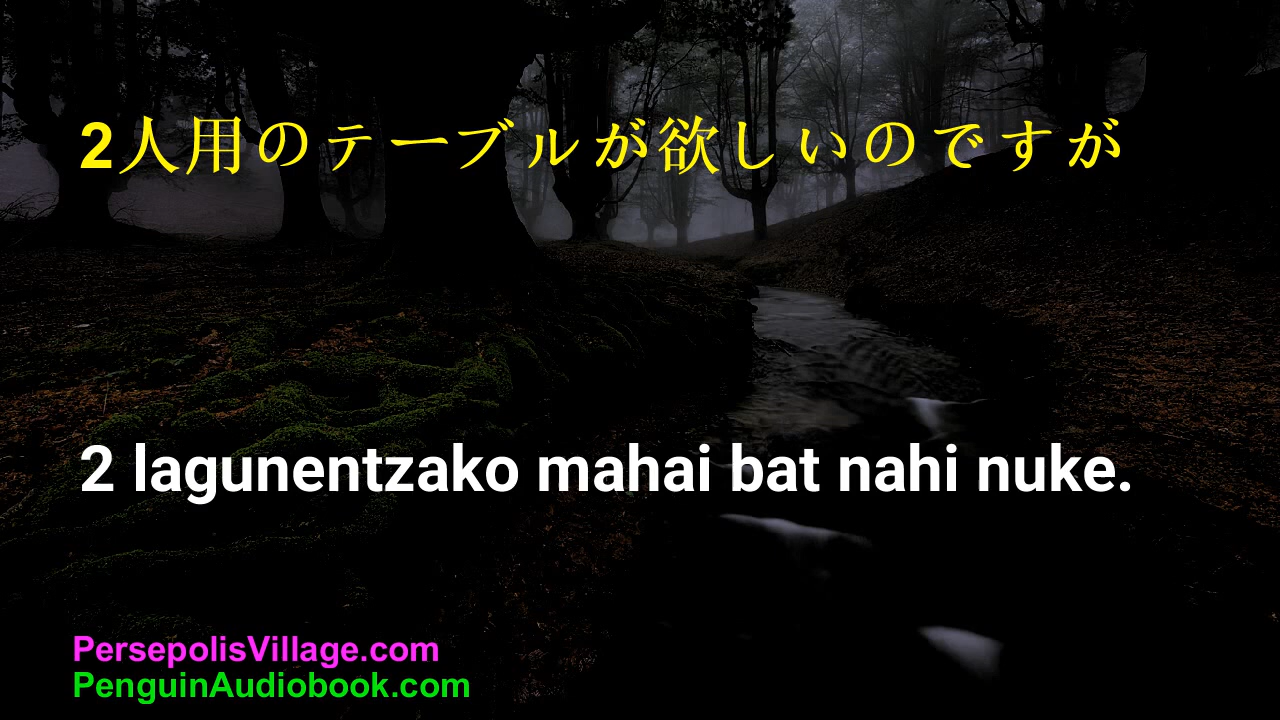 2人用のテーブルが欲しいのですが
2 lagunentzako mahai bat nahi nuke.
PersepolisVillage.com
PenguinAudiobook.com